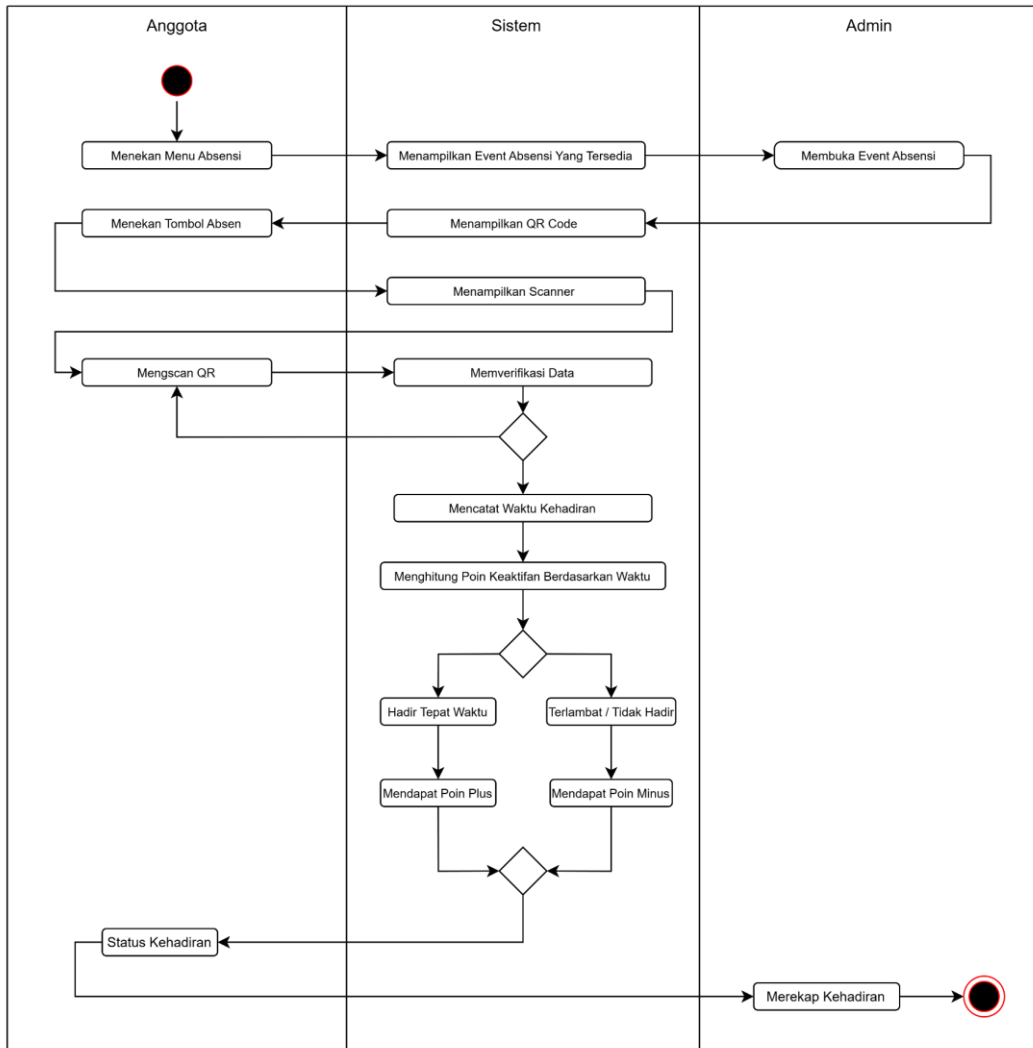 Anggota
Sistem
Admin
Menekan Menu Absensi
Menampilkan Event Absensi Yang Tersedia
Membuka Event Absensi
Menekan Tombol Absen
Menampilkan QR Code
Menampilkan Scanner
Mengscan QR
Memverifikasi Data
Mencatat Waktu Kehadiran
Menghitung Poin Keaktifan Berdasarkan Waktu
Hadir Tepat Waktu
Terlambat / Tidak Hadir
Mendapat Poin Plus
Mendapat Poin Minus
Status Kehadiran
Merekap Kehadiran